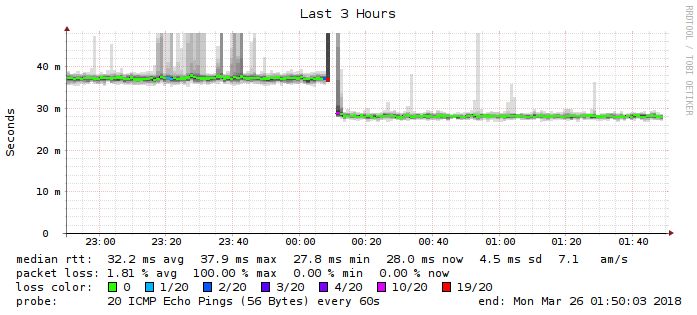 Last 3 Hours
RRDTOOL / TOBI OETIKER
Seconds
40 m
30 m
20 m
10 m
0
23:00 23:20 23:40 00:00 00:20 00:40 01:00 01:20 01:40
median rtt: 32.2 ms avg 37.9 ms max 27.8 ms min 28.0 ms now 4.5 ms sd 7.1 am/s
packet loss: 1.81 % avg 100.00 % max 0.00 % min 0.00 % now
loss color: 0 1/20 2/20 3/20 4/20 10/20 19/20
probe: 20 ICMP Echo Pings (56 Bytes) every 60s end: Mon Mar 26 01:50:03 2018